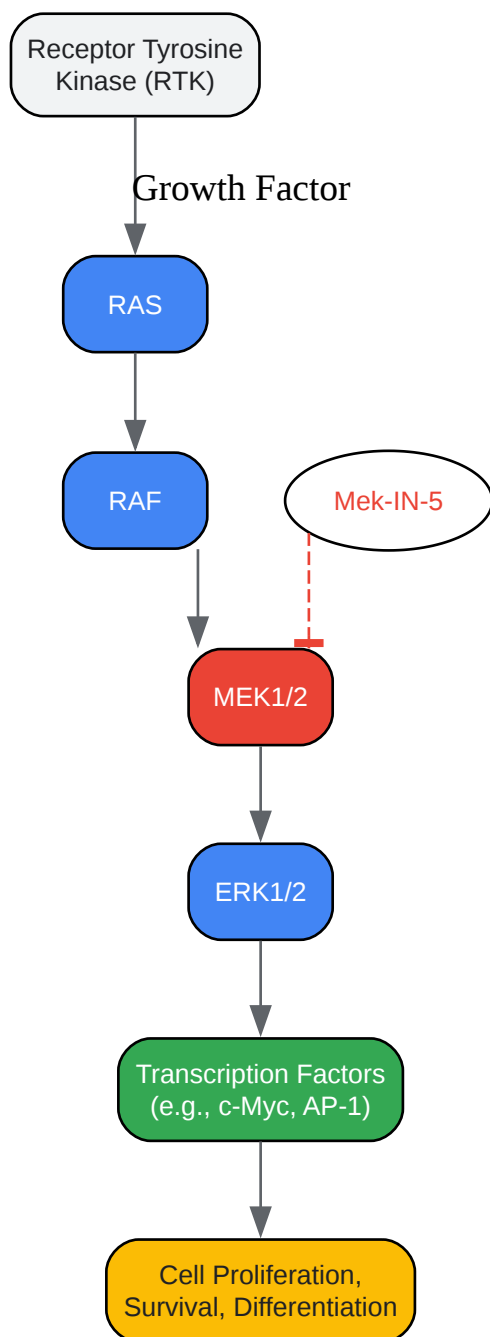 Receptor Tyrosine
Kinase (RTK)
Growth Factor
RAS
RAF
Mek-IN-5
MEK1/2
ERK1/2
Transcription Factors
(e.g., c-Myc, AP-1)
Cell Proliferation,
Survival, Differentiation